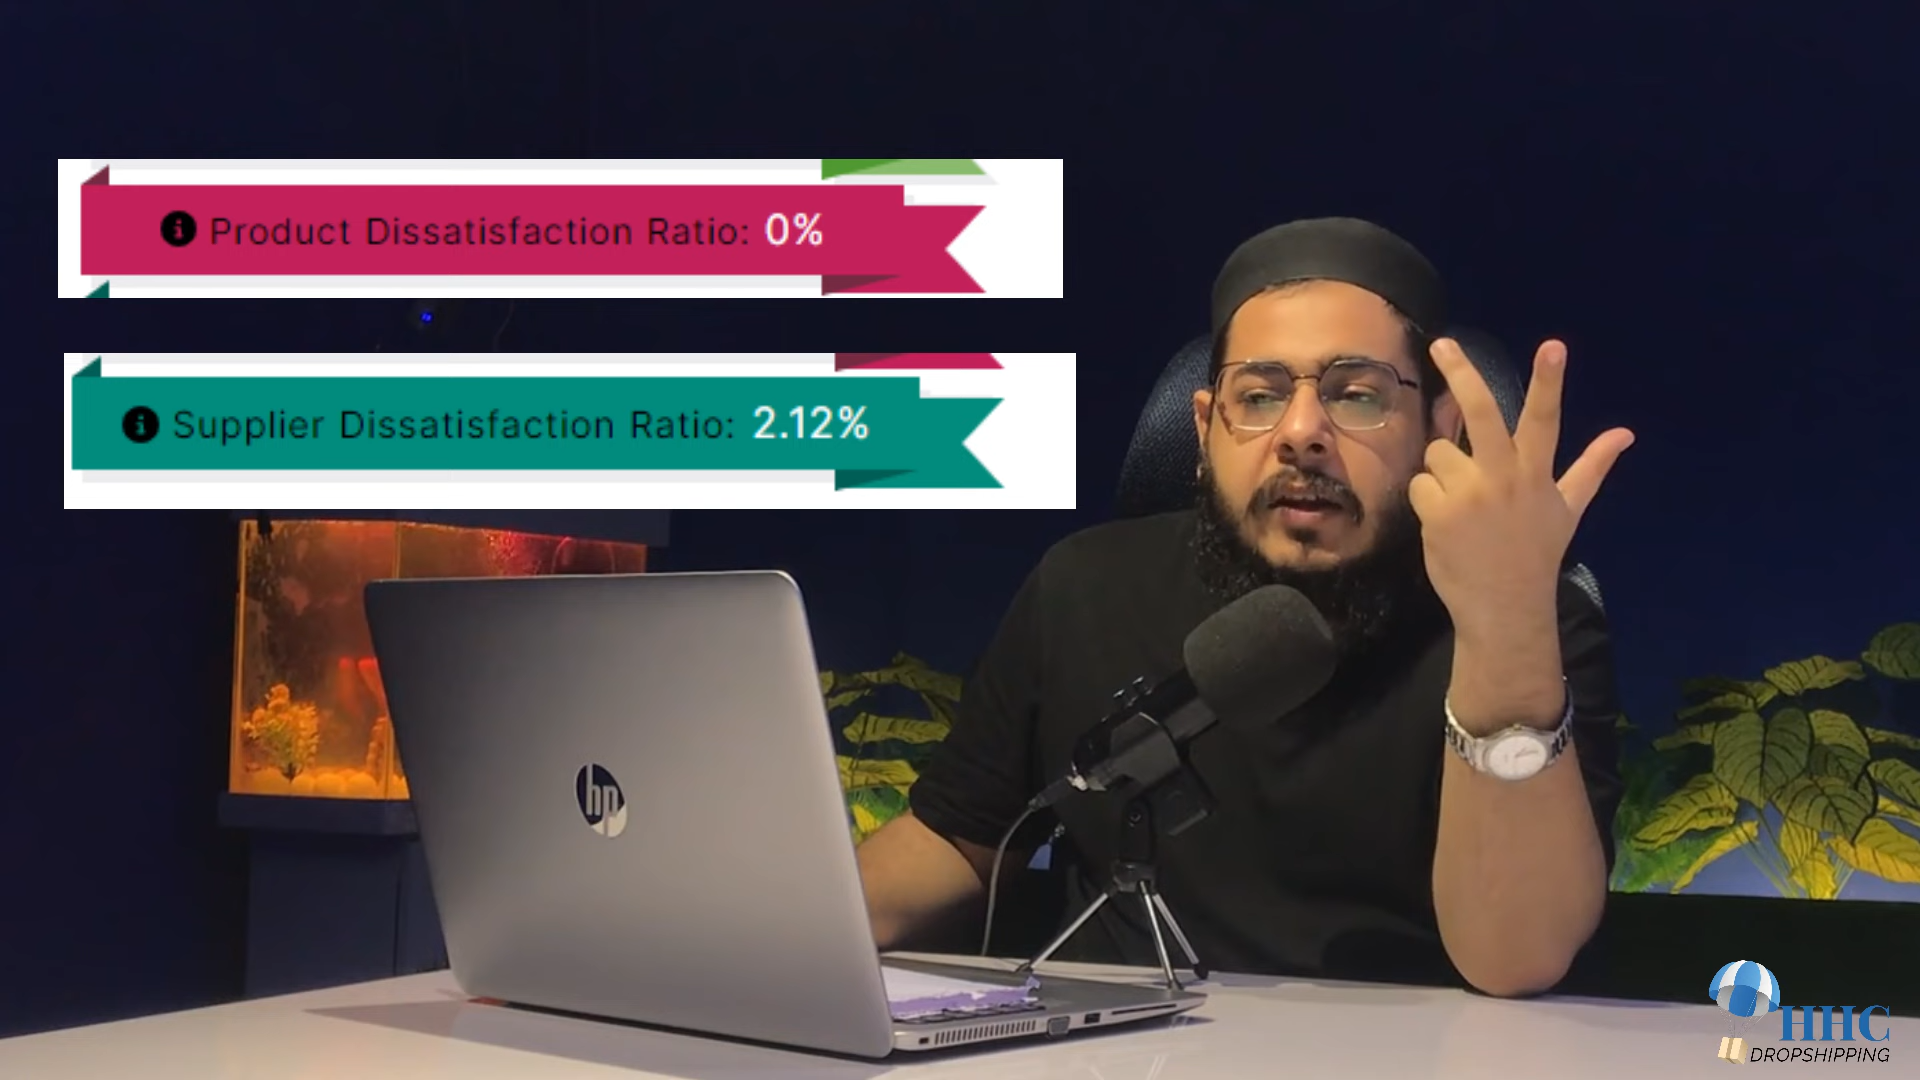 Product Dissatisfaction Ratio: 0%
Supplier Dissatisfaction Ratio: 2.12%
hp
HHC
DROPSHIPPING